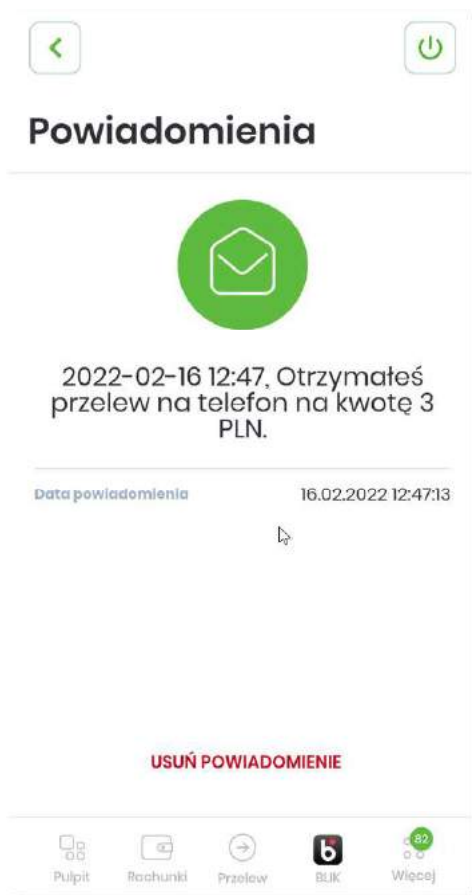 Powiadomienia
2022-02-16 12:47, Otrzymałeś
przelew na telefon na kwotę 3
PLN.
Data powiadomienia 16.02.2022 12:47:13
USUŃ POWIADOMIENIE
82
Pulpit Rachunki Przelew BLIK Więcej